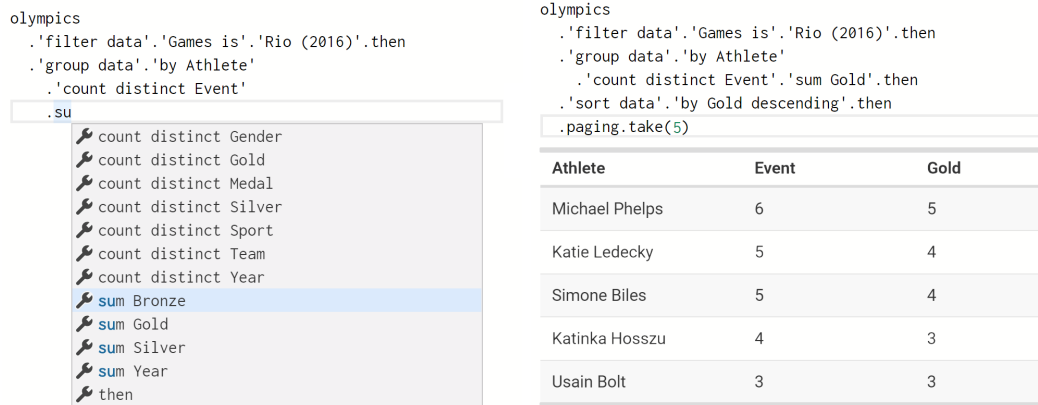 olympics
.'filter data'.'Games is'.'Rio (2016)'.then
.'group data'.'by Athlete'
.'count distinct Event'
.su
count distinct Gender
count distinct Gold
count distinct Medal
count distinct Silver
count distinct Sport
count distinct Team
count distinct Year
sum Bronze
sum Gold
sum Silver
sum Year
then
olympics
.'filter data'.'Games is'.'Rio (2016)'.then
.'group data'.'by Athlete'
.'count distinct Event'.'sum Gold'.then
.'sort data'.'by Gold descending'.then
.paging.take(5)
Athlete Event Gold
Michael Phelps 6 5
Katie Ledecky 5 4
Simone Biles 5 4
Katinka Hosszu 4 3
Usain Bolt 3 3